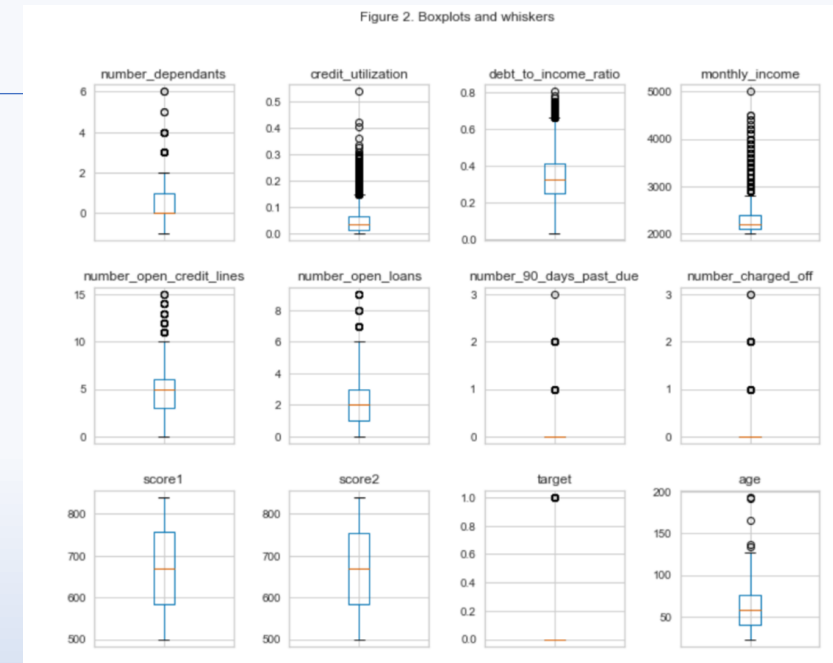 Figure 2. Boxplots and whiskers
number_dependants credit_utilization debt_to_income_ratio monthly_income
6 0.5 0.8 5000
4 0.4 0.6 4000
2 0.3 0.4 3000
0 0.2 0.2 2000
0.1 0.0
0.0
number_open_credit_lines number_open_loans number_90_days_past_due number_charged_off
15 8 3 3
10 6 2 2
5 4 1 1
0 2 0 0
0
score1 score2 target age
800 800 1.0 200
700 700 0.8 150
600 600 0.6 100
500 500 0.4 50
0.2
0.0